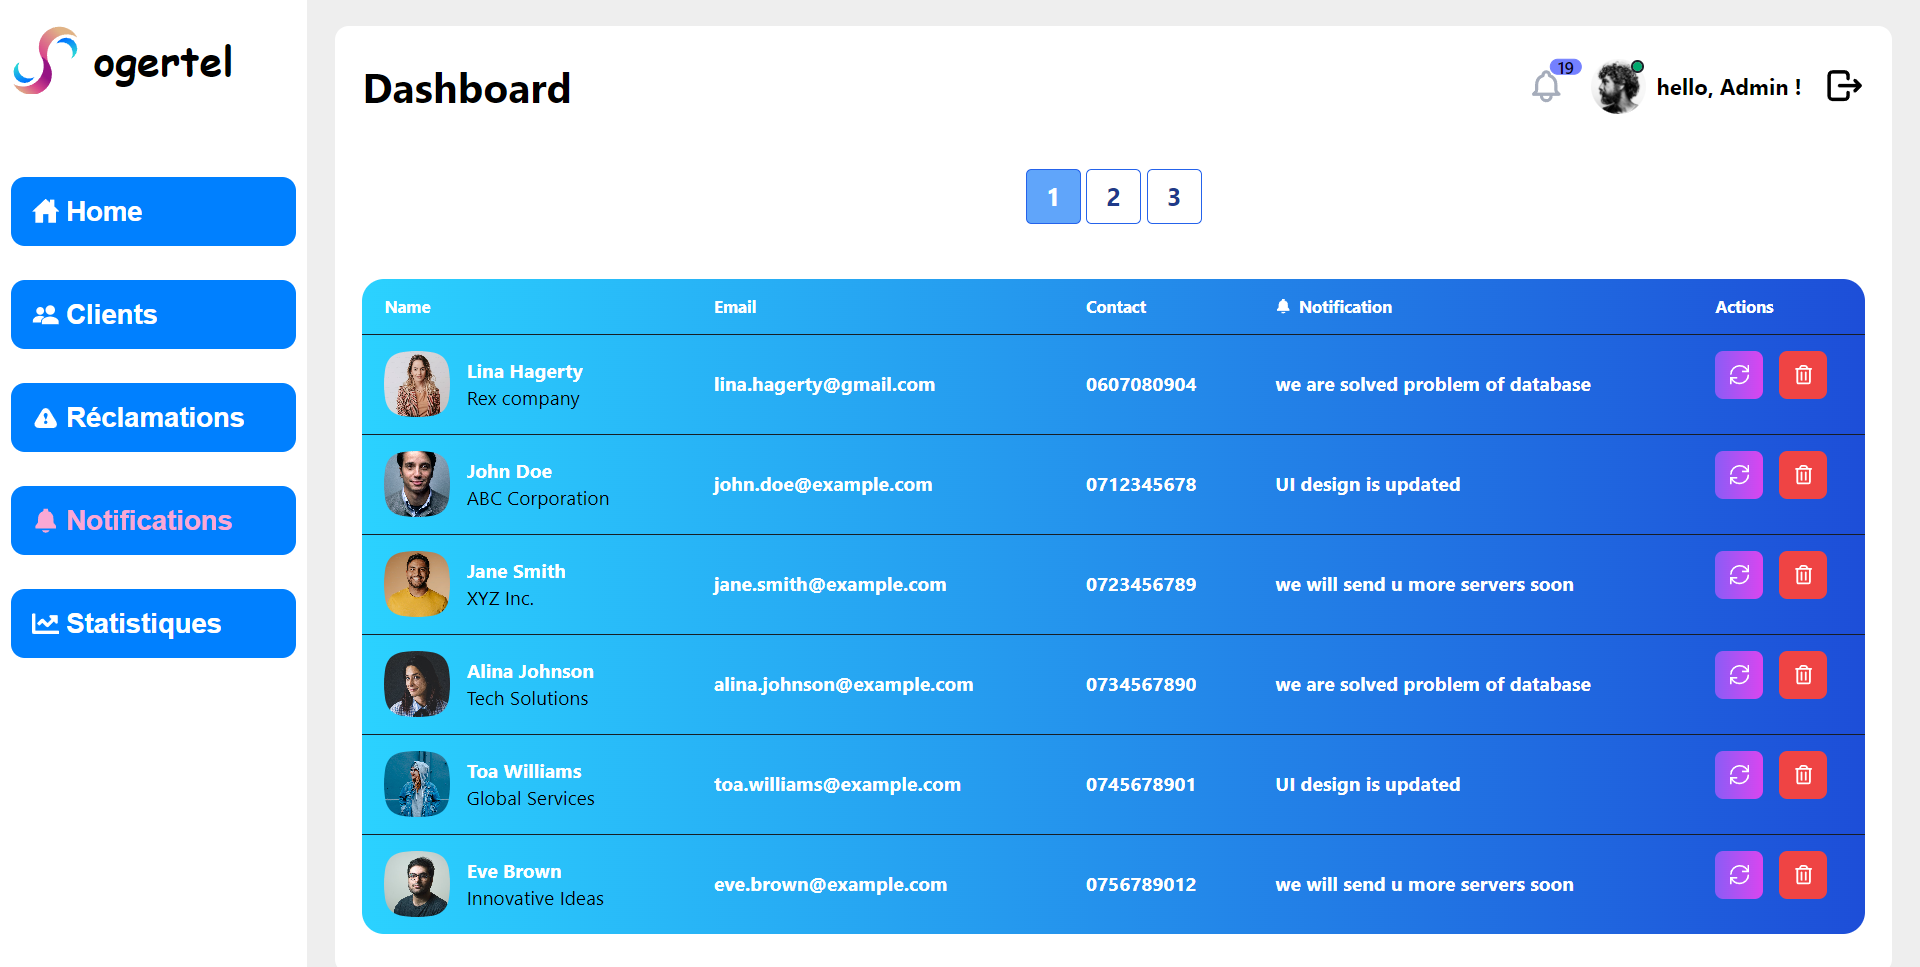 ogertel
Home
Clients
Réclamations
Notifications
Statistiques
Dashboard
19
hello, Admin !
1 2 3
Name Email Contact Notification Actions
Lina Hagerty
Rex company
lina.hagerty@gmail.com 0607080904 we are solved problem of database
John Doe
ABC Corporation
john.doe@example.com 0712345678 UI design is updated
Jane Smith
XYZ Inc.
jane.smith@example.com 0723456789 we will send u more servers soon
Alina Johnson
Tech Solutions
alina.johnson@example.com 0734567890 we are solved problem of database
Toa Williams
Global Services
toa.williams@example.com 0745678901 UI design is updated
Eve Brown
Innovative Ideas
eve.brown@example.com 0756789012 we will send u more servers soon